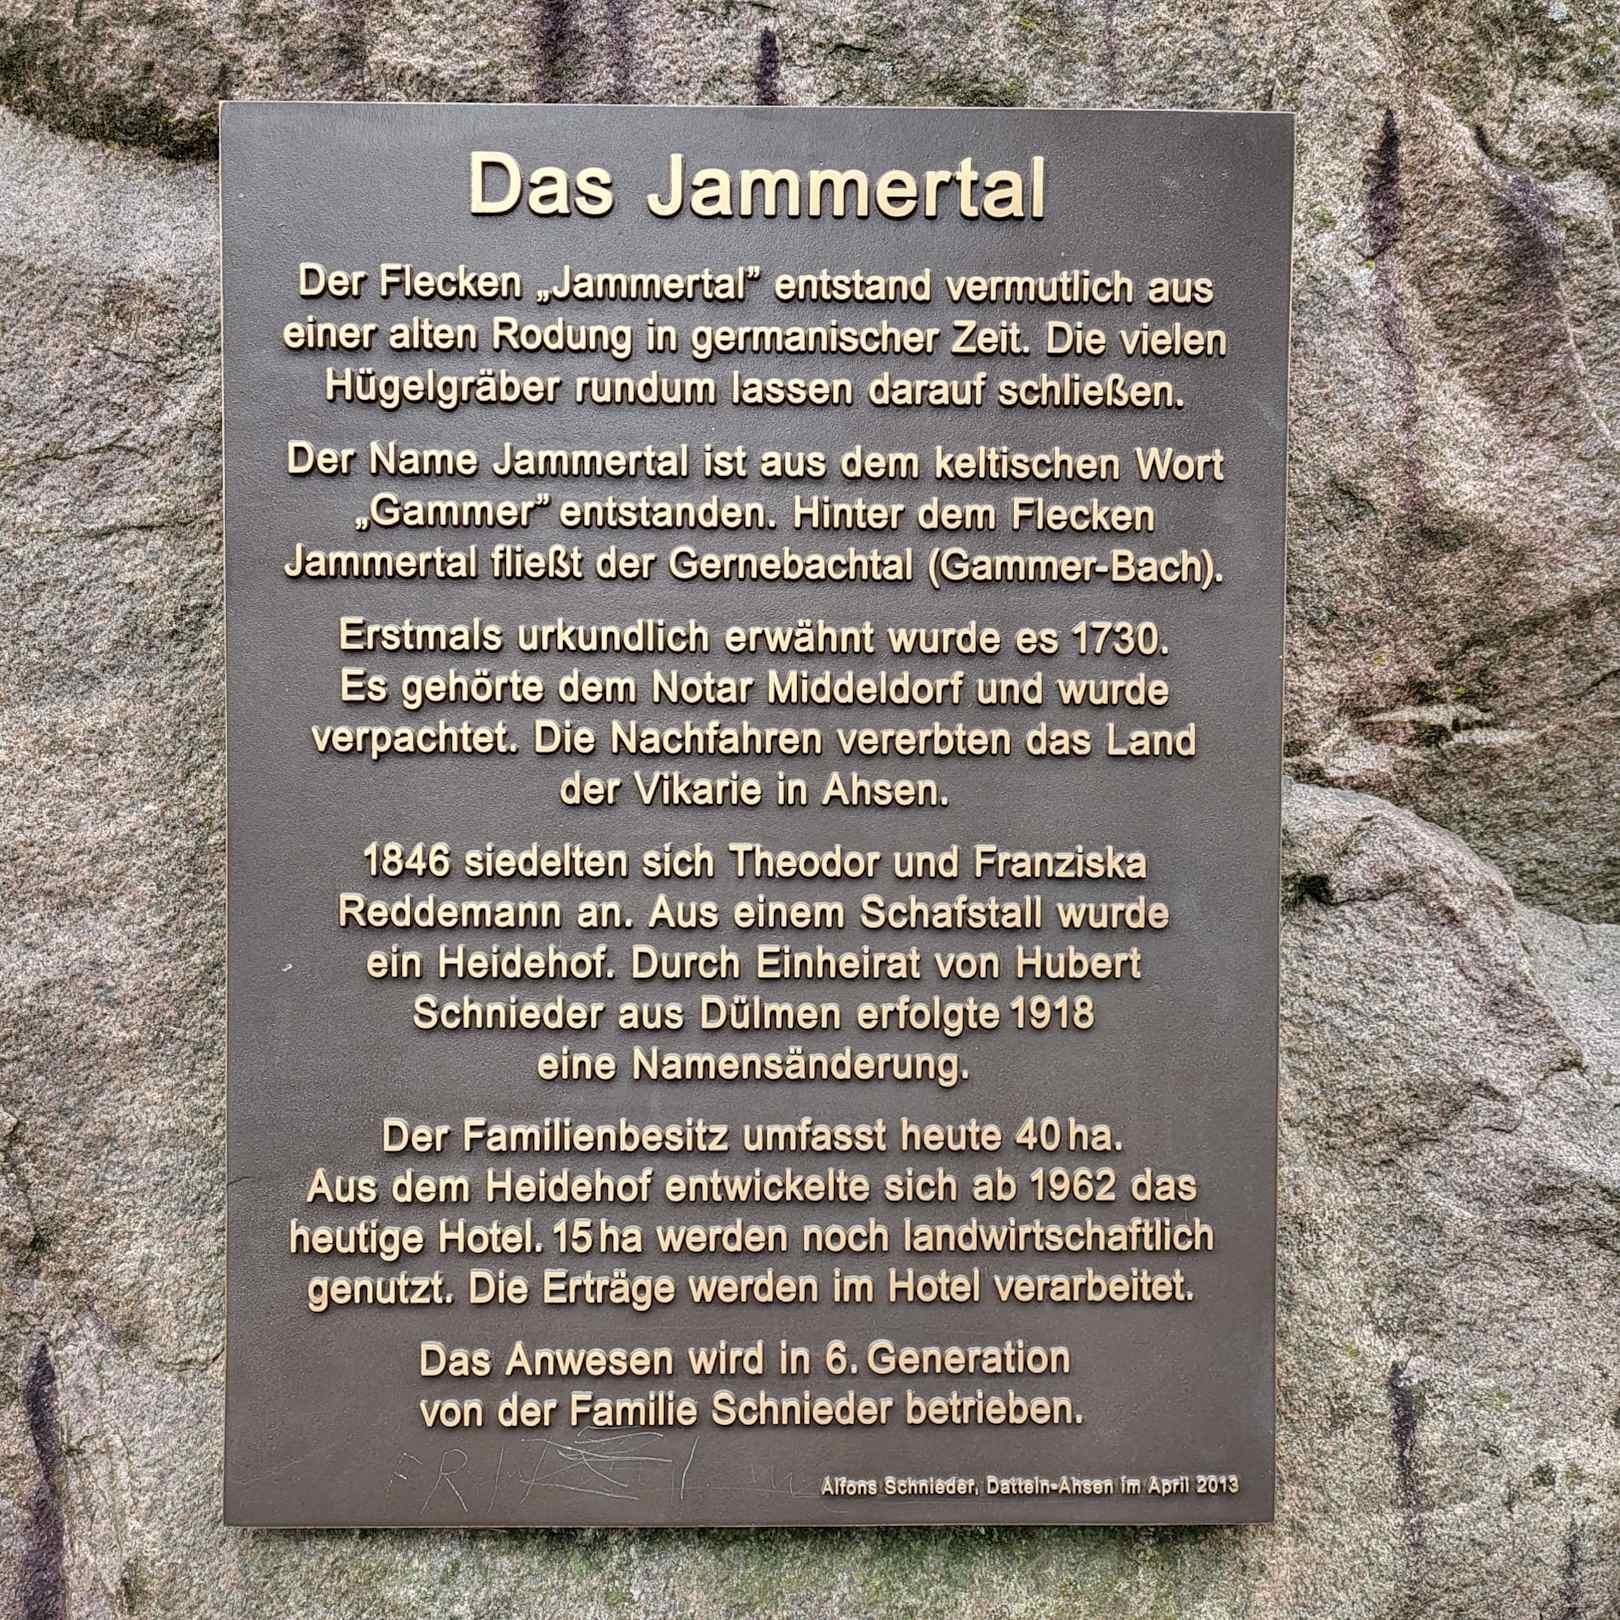 Das Jammertal
Der Flecken „Jammertal” entstand vermutlich aus
einer alten Rodung in germanischer Zeit. Die vielen
Hügelgräber rundum lassen darauf schließen.
Der Name Jammertal ist aus dem keltischen Wort
„Gammer” entstanden. Hinter dem Flecken
Jammertal fließt der Gernebachtal (Gammer-Bach).
Erstmals urkundlich erwähnt wurde es 1730.
Es gehörte dem Notar Middeldorf und wurde
verpachtet. Die Nachfahren vererbten das Land
der Vikarie in Ahsen.
1846 siedelten sich Theodor und Franziska
Reddemann an. Aus einem Schafstall wurde
ein Heidehof. Durch Einheirat von Hubert
Schnieder aus Dülmen erfolgte 1918
eine Namensänderung.
Der Familienbesitz umfasst heute 40 ha.
Aus dem Heidehof entwickelte sich ab 1962 das
heutige Hotel. 15 ha werden noch landwirtschaftlich
genutzt. Die Erträge werden im Hotel verarbeitet.
Das Anwesen wird in 6. Generation
von der Familie Schnieder betrieben.
Alfons Schnieder, Datteln-Ahsen im April 2013